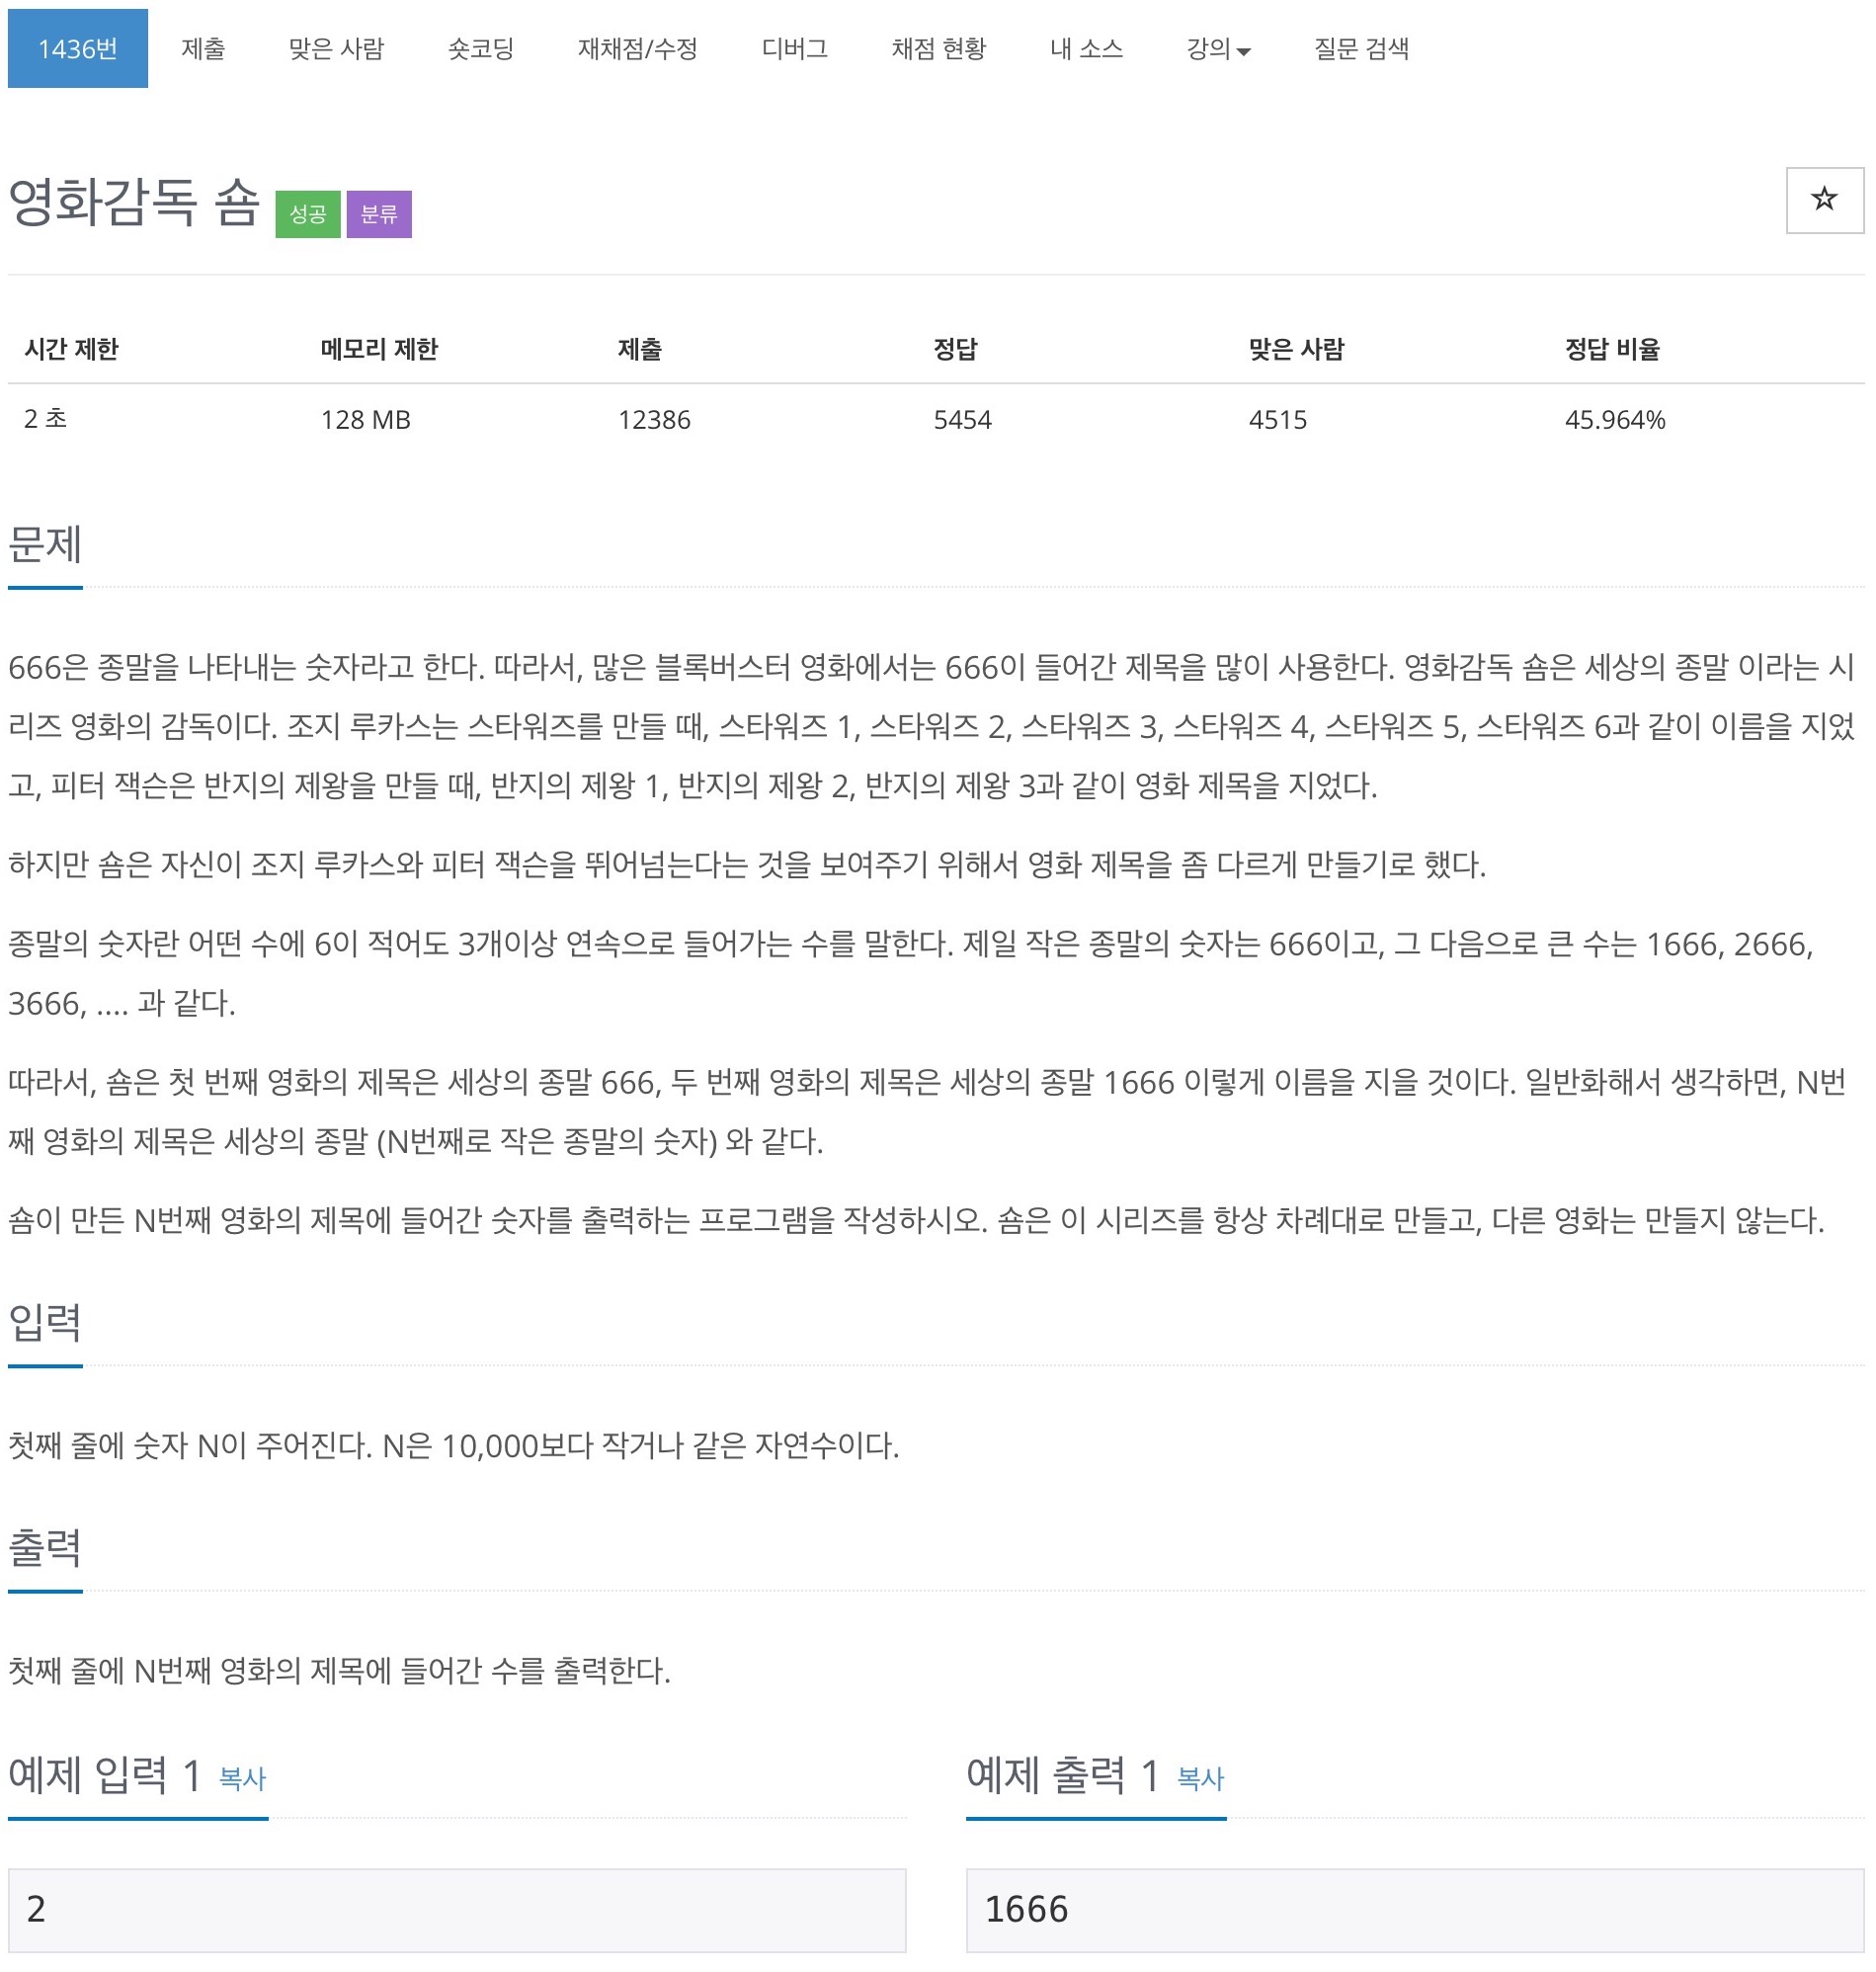 1436번 제출 맞은 사람 숏코딩 재채점/수정 디버그 채점 현황 내 소스 강의 질문 검색
영화감독 숌 성공 분류
시간 제한 메모리 제한 제출 정답 맞은 사람 정답 비율
2 초 128 MB 12386 5454 4515 45.964%
문제
666은 종말을 나타내는 숫자라고 한다. 따라서, 많은 블록버스터 영화에서는 666이 들어간 제목을 많이 사용한다. 영화감독 숌은 세상의 종말 이라는 시
리즈 영화의 감독이다. 조지 루카스는 스타워즈를 만들 때, 스타워즈 1, 스타워즈 2, 스타워즈 3, 스타워즈 4, 스타워즈 5, 스타워즈 6과 같이 이름을 지었
고, 피터 잭슨은 반지의 제왕을 만들 때, 반지의 제왕 1, 반지의 제왕 2, 반지의 제왕 3과 같이 영화 제목을 지었다.
하지만 숌은 자신이 조지 루카스와 피터 잭슨을 뛰어넘는다는 것을 보여주기 위해서 영화 제목을 좀 다르게 만들기로 했다.
종말의 숫자란 어떤 수에 6이 적어도 3개이상 연속으로 들어가는 수를 말한다. 제일 작은 종말의 숫자는 666이고, 그 다음으로 큰 수는 1666, 2666,
3666, .... 과 같다.
따라서, 숌은 첫 번째 영화의 제목은 세상의 종말 666, 두 번째 영화의 제목은 세상의 종말 1666 이렇게 이름을 지을 것이다. 일반화해서 생각하면, N번
째 영화의 제목은 세상의 종말 (N번째로 작은 종말의 숫자) 와 같다.
숌이 만든 N번째 영화의 제목에 들어간 숫자를 출력하는 프로그램을 작성하시오. 숌은 이 시리즈를 항상 차례대로 만들고, 다른 영화는 만들지 않는다.
입력
첫째 줄에 숫자 N이 주어진다. N은 10,000보다 작거나 같은 자연수이다.
출력
첫째 줄에 N번째 영화의 제목에 들어간 수를 출력한다.
예제 입력 1 복사
2
예제 출력 1 복사
1666